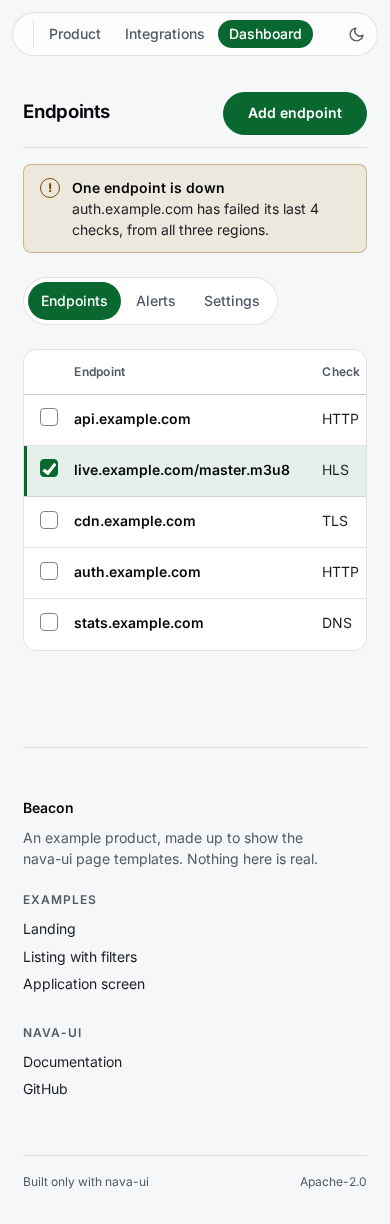 Product Integrations Dashboard
Endpoints
Add endpoint
! One endpoint is down
auth.example.com has failed its last 4
checks, from all three regions.
Endpoints Alerts Settings
Endpoint Check
api.example.com HTTP
live.example.com/master.m3u8 HLS
cdn.example.com TLS
auth.example.com HTTP
stats.example.com DNS
Beacon
An example product, made up to show the
nava-ui page templates. Nothing here is real.
EXAMPLES
Landing
Listing with filters
Application screen
NAVA-UI
Documentation
GitHub
Built only with nava-ui Apache-2.0